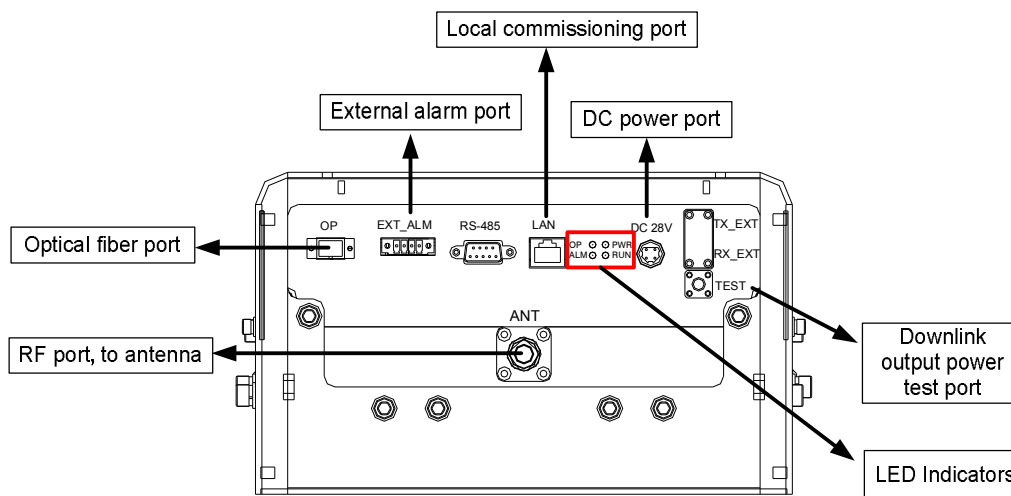 Local commissioning port
External alarm port
DC power port
OP
EXT_ALM
RS-485
LAN
DC 28V
TX_EXT
OP
PWR
ALM
RUN
RX_EXT
TEST
Optical fiber port
ANT
RF port, to antenna
Downlink
output power
test port
LED Indicators